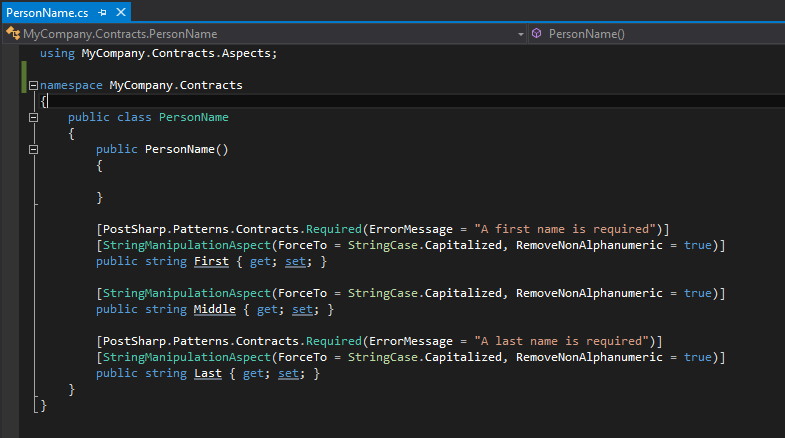 PersonName.cs
MyCompany.Contracts.PersonName PersonName()
using MyCompany.Contracts.Aspects;
namespace MyCompany.Contracts
{
public class PersonName
{
public PersonName()
{
}
[PostSharp.Patterns.Contracts.Required(ErrorMessage = "A first name is required")]
[StringManipulationAspect(ForceTo = StringCase.Capitalized, RemoveNonAlphanumeric = true)]
public string First { get; set; }
[StringManipulationAspect(ForceTo = StringCase.Capitalized, RemoveNonAlphanumeric = true)]
public string Middle { get; set; }
[PostSharp.Patterns.Contracts.Required(ErrorMessage = "A last name is required")]
[StringManipulationAspect(ForceTo = StringCase.Capitalized, RemoveNonAlphanumeric = true)]
public string Last { get; set; }
}
}